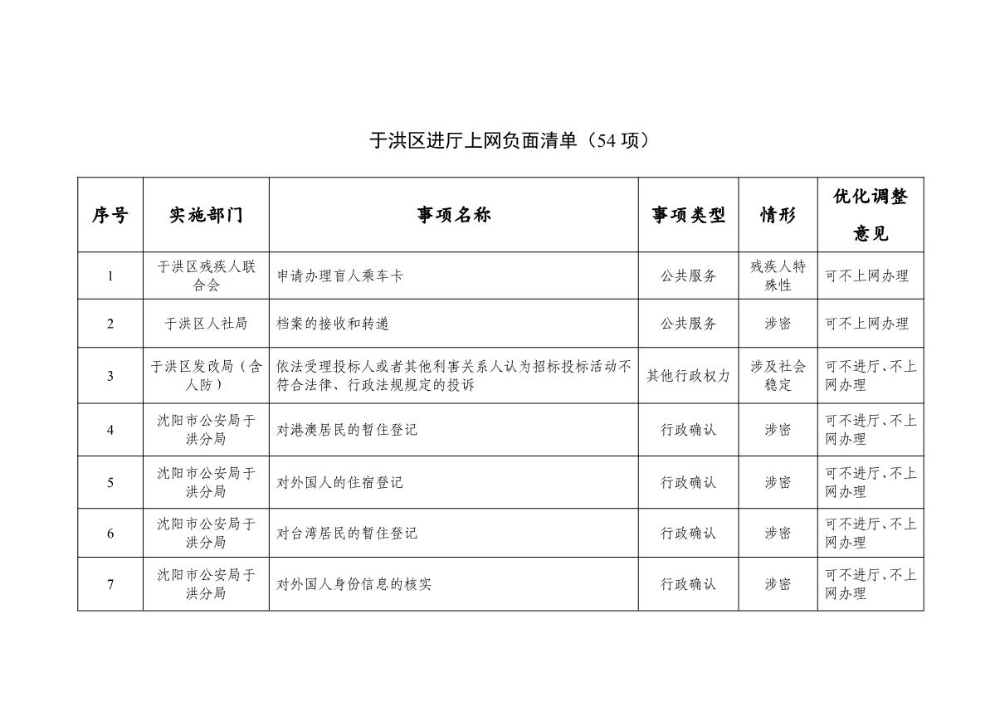 于洪区进厅上网负面清单（54 项）
序号 实施部门 事项名称 事项类型 情形 优化调整
意见
1 于洪区残疾人联
合会 申请办理盲人乘车卡 公共服务 残疾人特
殊性 可不上网办理
2 于洪区人社局 档案的接收和转递 公共服务 涉密 可不上网办理
3 于洪区发改局（含
人防） 依法受理投标人或者其他利害关系人认为招标投标活动不
符合法律、行政法规规定的投诉 其他行政权力 涉及社会
稳定 可不进厅、不上
网办理
4 沈阳市公安局于
洪分局 对港澳居民的暂住登记 行政确认 涉密 可不进厅、不上
网办理
5 沈阳市公安局于
洪分局 对外国人的住宿登记 行政确认 涉密 可不进厅、不上
网办理
6 沈阳市公安局于
洪分局 对台湾居民的暂住登记 行政确认 涉密 可不进厅、不上
网办理
7 沈阳市公安局于
洪分局 对外国人身份信息的核实 行政确认 涉密 可不进厅、不上
网办理